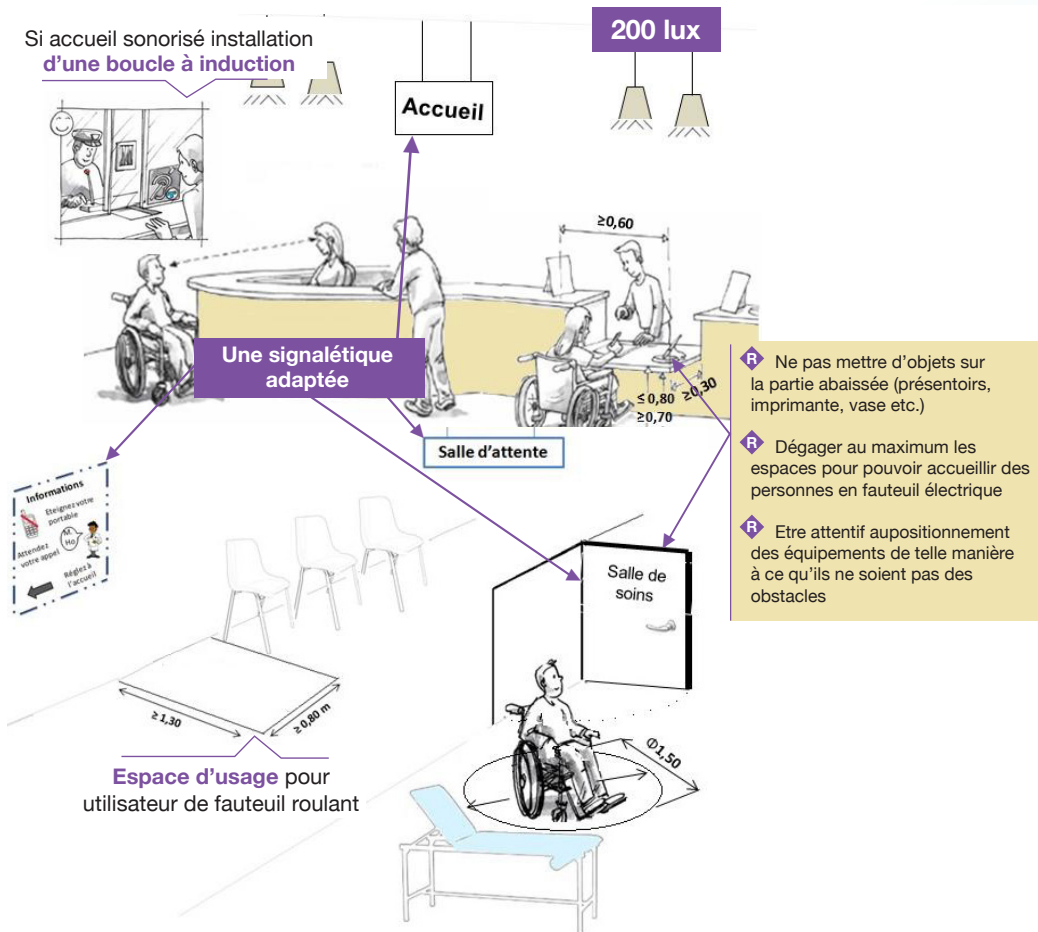 Si accueil sonorisé installation
d'une boucle à induction
200 lux
Accueil
≥0,60
Une signalétique
adaptée
≤ 0,80
≥0,70
≥0,30
Salle d'attente
R Ne pas mettre d'objets sur
la partie abaissée (présentoirs,
imprimante, vase etc.)
R Dégager au maximum les
espaces pour pouvoir accueillir des
personnes en fauteuil électrique
R Etre attentif aupositionnement
des équipements de telle manière
à ce qu'ils ne soient pas des
obstacles
Informations
Eteignez votre
portable
M.
Ho.
Attendez
votre appel
Réglez à
l'accueil
Salle de
soins
≥ 1,30
≥ 0,80 m
Φ1,50
Espace d'usage pour
utilisateur de fauteuil roulant